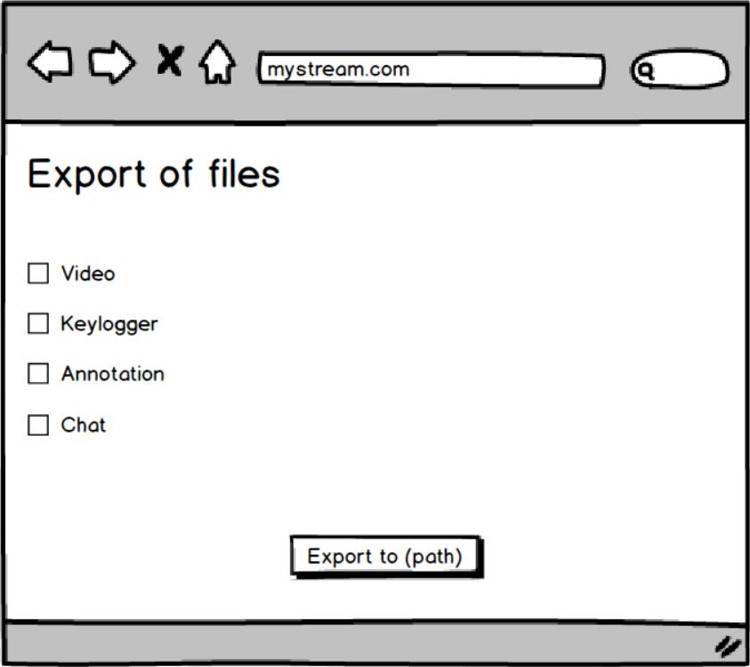 mystream.com
Export of files
Video
Keylogger
Annotation
Chat
Export to (path)